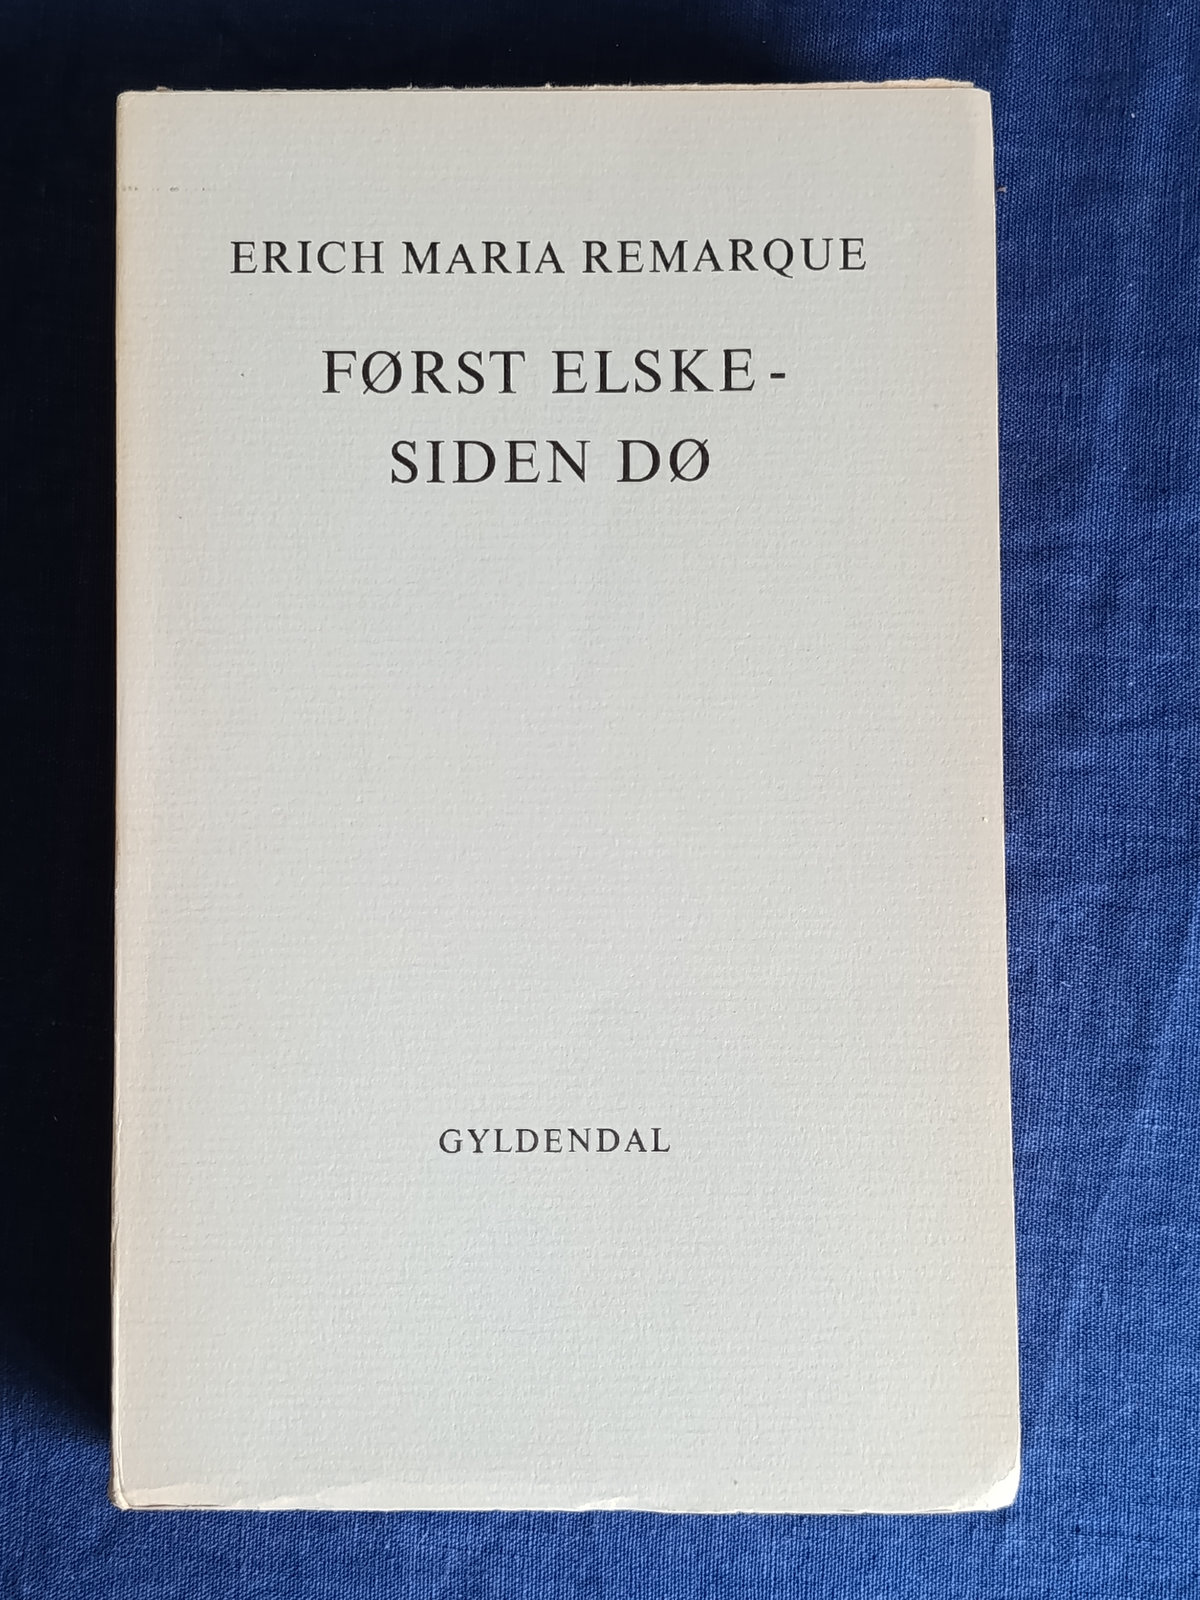 ERICH MARIA REMARQUE
FØRST ELSKE -
SIDEN DØ
GYLDENDAL